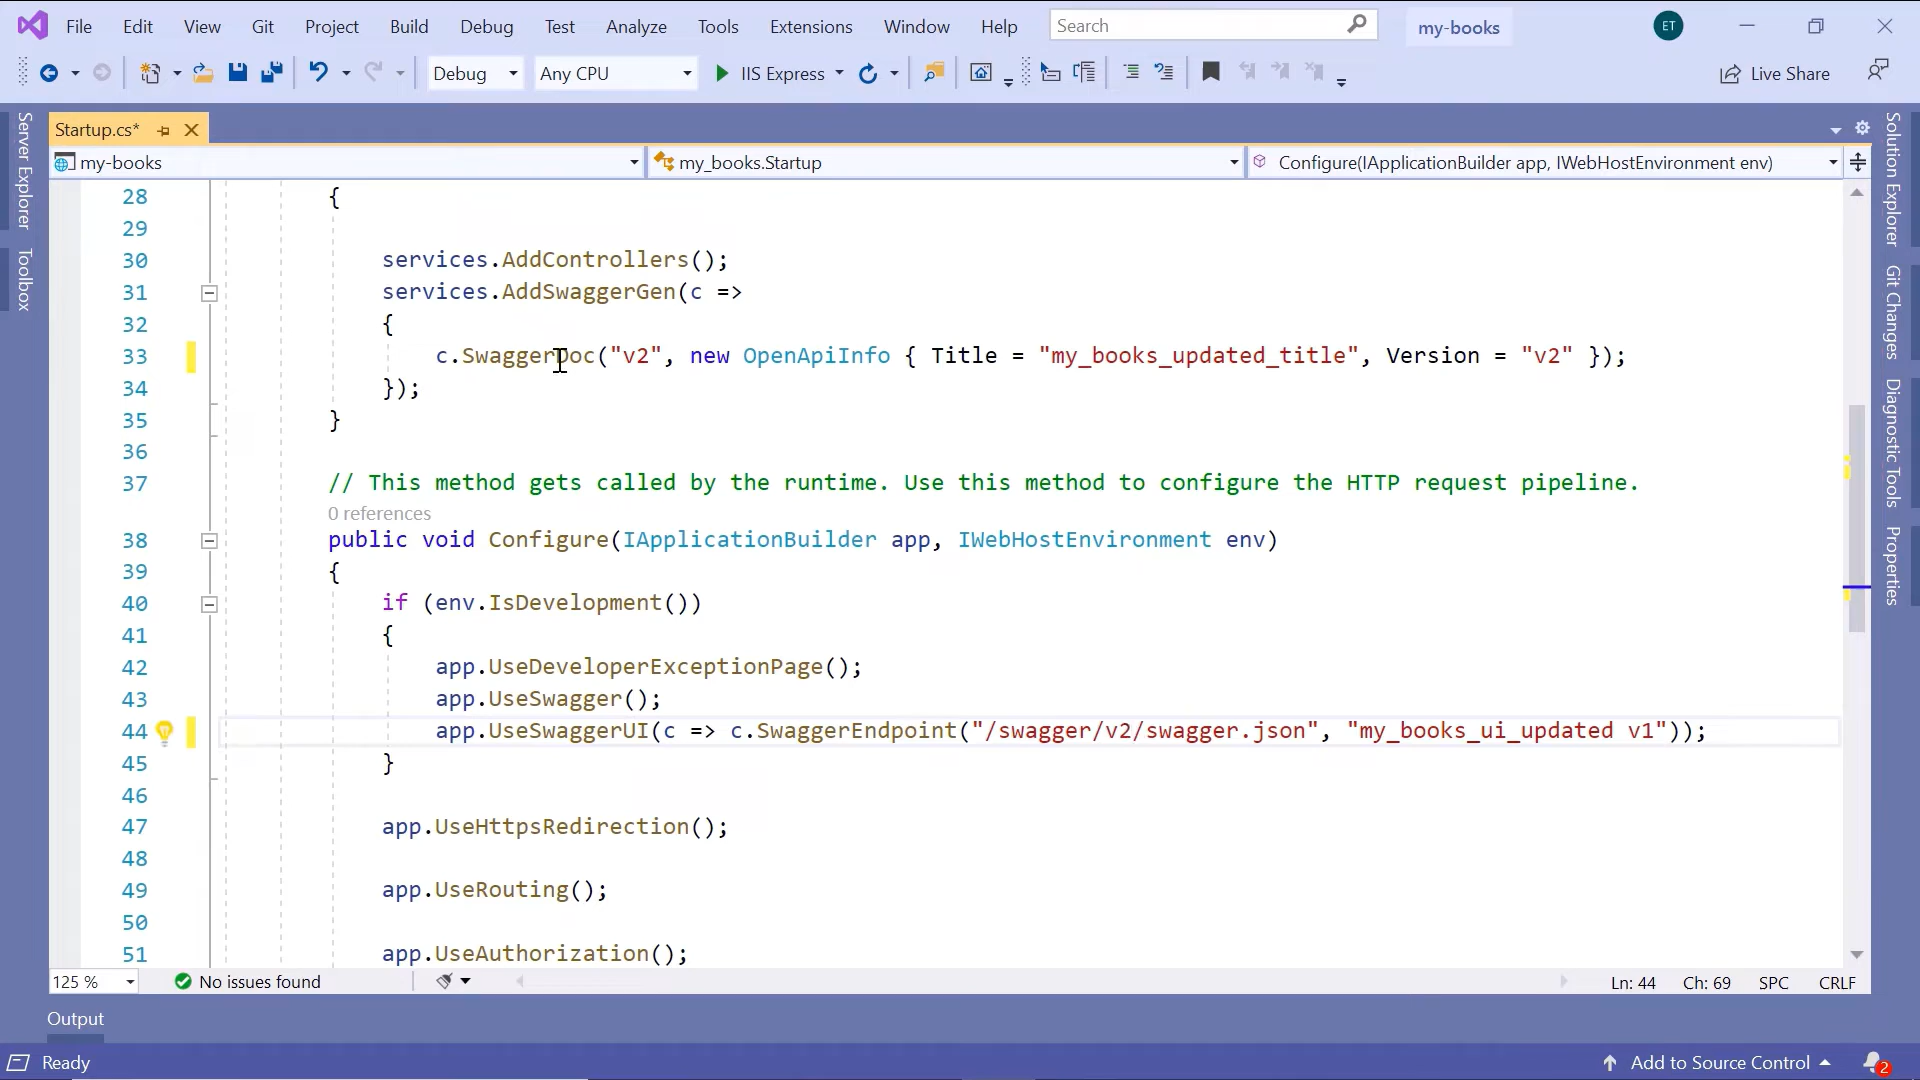 File Edit View Git Project Build Debug Test Analyze Tools Extensions Window Help Search my-books ET
Debug Any CPU IIS Express Live Share
Startup.cs*
my-books my_books.Startup Configure(IApplicationBuilder app, IWebHostEnvironment env)
28 {
29
30 services.AddControllers();
31 services.AddSwaggerGen(c =>
32 {
33 c.SwaggerDoc("v2", new OpenApiInfo { Title = "my_books_updated_title", Version = "v2" });
34 });
35 }
36
37 // This method gets called by the runtime. Use this method to configure the HTTP request pipeline.
0 references
38 public void Configure(IApplicationBuilder app, IWebHostEnvironment env)
39 {
40 if (env.IsDevelopment())
41 {
42 app.UseDeveloperExceptionPage();
43 app.UseSwagger();
44 app.UseSwaggerUI(c => c.SwaggerEndpoint("/swagger/v2/swagger.json", "my_books_ui_updated v1"));
45 }
46
47 app.UseHttpsRedirection();
48
49 app.UseRouting();
50
51 app.UseAuthorization();
125 % No issues found Ln: 44 Ch: 69 SPC CRLF
Output
Ready Add to Source Control 2
Server Explorer
Toolbox
Solution Explorer
Git Changes
Diagnostic Tools
Properties